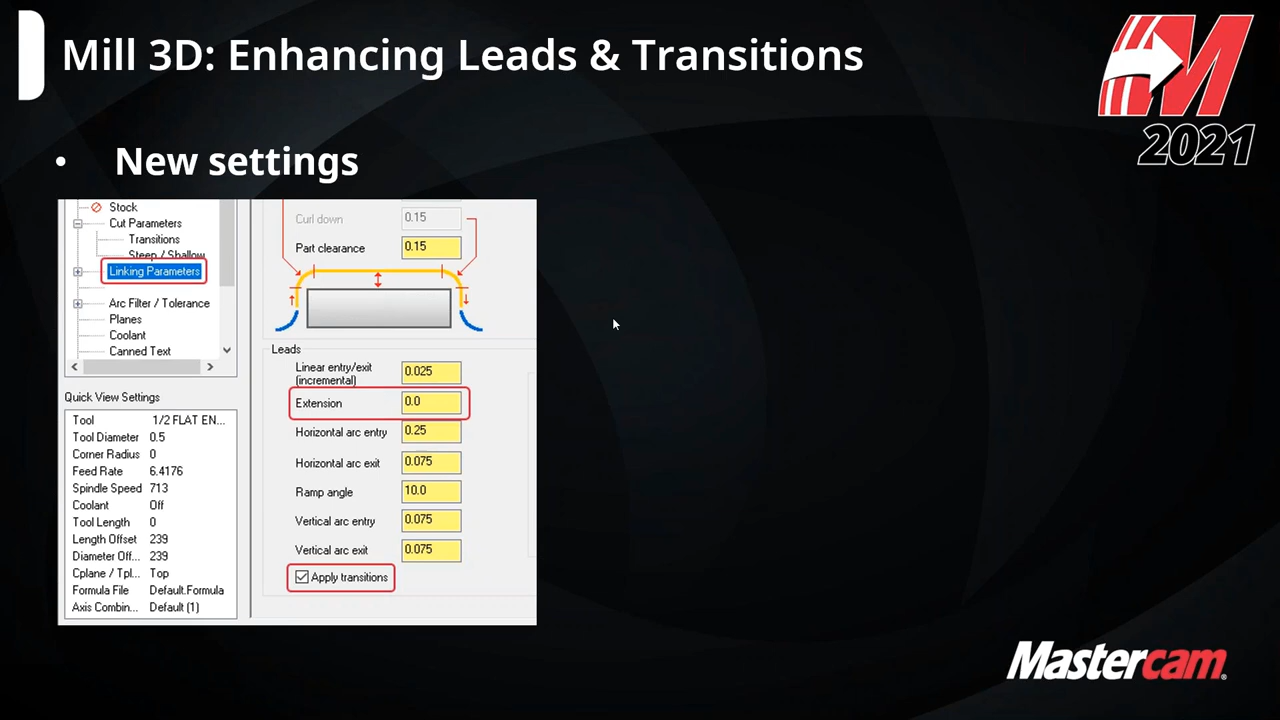 Mill 3D: Enhancing Leads & Transitions
2021
• New settings
Stock
Cut Parameters
Transitions
Steep / Shallow
Linking Parameters
Arc Filter / Tolerance
Planes
Coolant
Canned Text
Quick View Settings
Tool 1/2 FLAT EN...
Tool Diameter 0.5
Corner Radius 0
Feed Rate 6.4176
Spindle Speed 713
Coolant Off
Tool Length 0
Length Offset 239
Diameter Off... 239
Cplane / Tpl... Top
Formula File Default.Formula
Axis Combin... Default (1)
Curl down 0.15
Part clearance 0.15
Leads
Linear entry/exit
(incremental) 0.025
Extension 0.0
Horizontal arc entry 0.25
Horizontal arc exit 0.075
Ramp angle 10.0
Vertical arc entry 0.075
Vertical arc exit 0.075
Apply transitions
Mastercam®